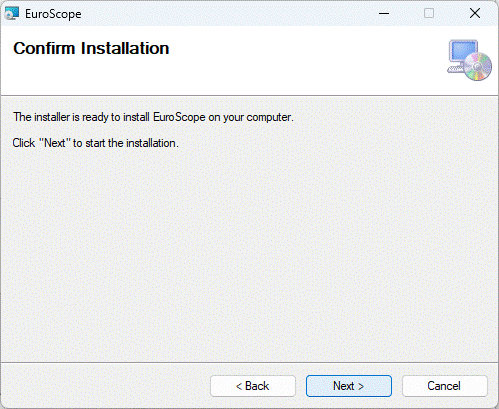 EuroScope
Confirm Installation
The installer is ready to install EuroScope on your computer.
Click "Next" to start the installation.
< Back
Next >
Cancel